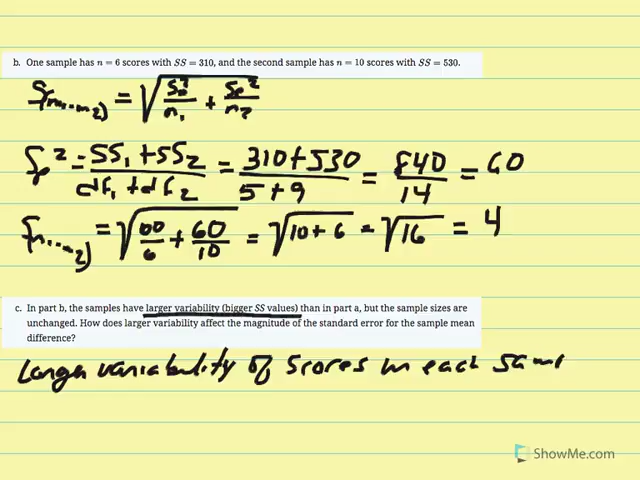 b. One sample has n = 6 scores with SS = 310, and the second sample has n = 10 scores with SS = 530.
S(m₁-m₂) = √(Sp²/n₁ + Sp²/n₂)
Sp² = (SS₁ + SS₂)/(df₁ + df₂) = (310 + 530)/(5 + 9) = 840/14 = 60
S(m₁-m₂) = √(60/6 + 60/10) = √(10 + 6) = √16 = 4
c. In part b, the samples have larger variability (bigger SS values) than in part a, but the sample sizes are
unchanged. How does larger variability affect the magnitude of the standard error for the sample mean
difference?
Larger variability of scores in each sam
ShowMe.com